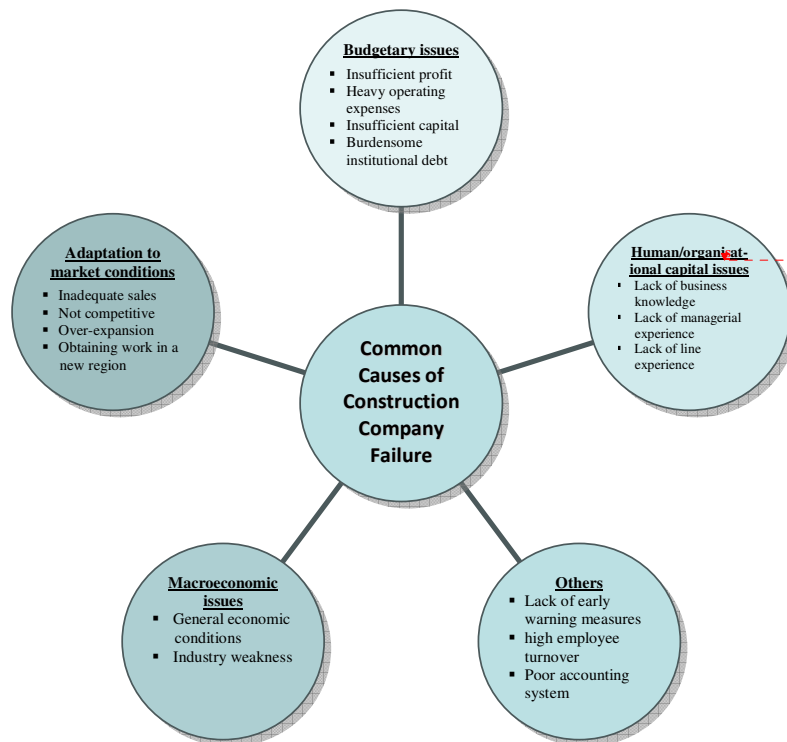 Budgetary issues
▪ Insufficient profit
▪ Heavy operating
expenses
▪ Insufficient capital
▪ Burdensome
institutional debt
Adaptation to
market conditions
▪ Inadequate sales
▪ Not competitive
▪ Over-expansion
▪ Obtaining work in a
new region
Human/organisat-
ional capital issues
▪ Lack of business
knowledge
▪ Lack of managerial
experience
▪ Lack of line
experience
Common
Causes of
Construction
Company
Failure
Macroeconomic
issues
▪ General economic
conditions
▪ Industry weakness
Others
▪ Lack of early
warning measures
▪ high employee
turnover
▪ Poor accounting
system